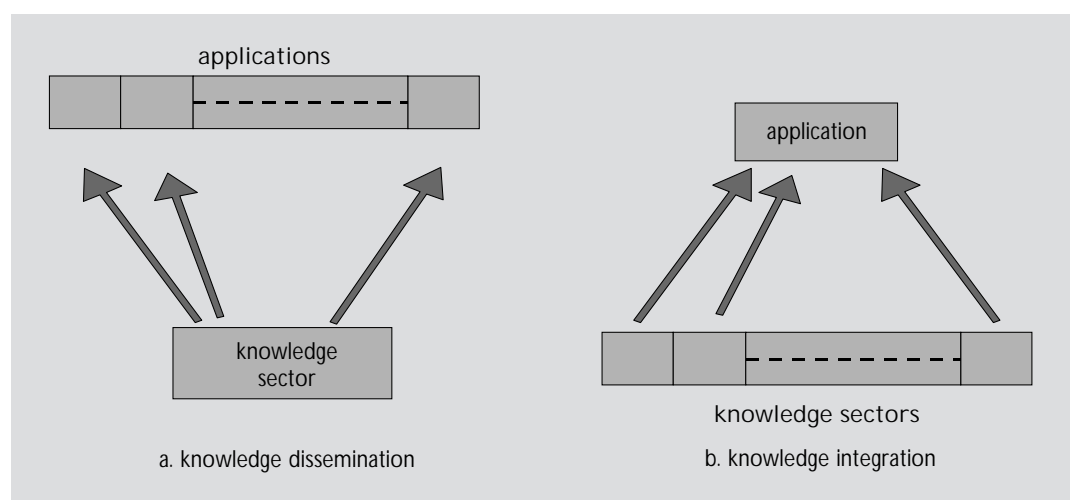 applications
knowledge
sector
a. knowledge dissemination
application
knowledge sectors
b. knowledge integration